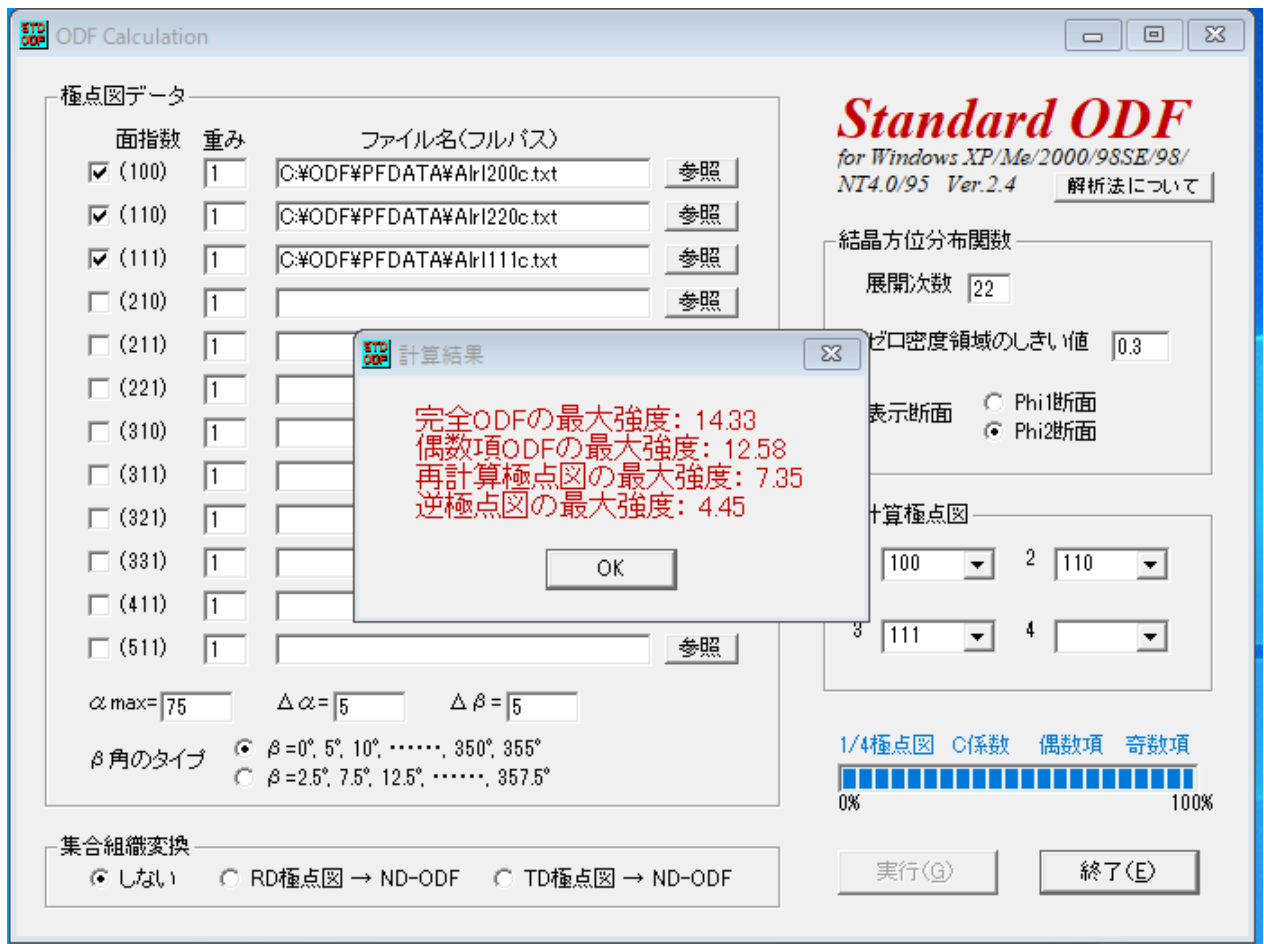 ODF Calculation
極点図データ
面指数 重み ファイル名(フルパス)
(100) 1 C:¥ODF¥PFDATA¥Alrl200c.txt 参照
(110) 1 C:¥ODF¥PFDATA¥Alrl220c.txt 参照
(111) 1 C:¥ODF¥PFDATA¥Alrl111c.txt 参照
(210) 1 参照
(211) 1
(221) 1
(310) 1
(311) 1
(321) 1
(331) 1
(411) 1
(511) 1 参照
αmax= 75 Δα= 5 Δβ= 5
β角のタイプ
β=0°, 5°, 10°, ‥‥‥, 350°, 355°
β=2.5°, 7.5°, 12.5°, ‥‥‥, 357.5°
集合組織変換
しない RD極点図 → ND-ODF TD極点図 → ND-ODF
Standard ODF
for Windows XP/Me/2000/98SE/98/
NT4.0/95 Ver.2.4 解析法について
結晶方位分布関数
展開次数 22
ゼロ密度領域のしきい値 0.3
表示断面
Phi1断面
Phi2断面
計算極点図
100 2 110
3 111 4
1/4極点図 C係数 偶数項 奇数項
0% 100%
実行(G) 終了(E)
計算結果
完全ODFの最大強度: 14.33
偶数項ODFの最大強度: 12.58
再計算極点図の最大強度: 7.35
逆極点図の最大強度: 4.45
OK